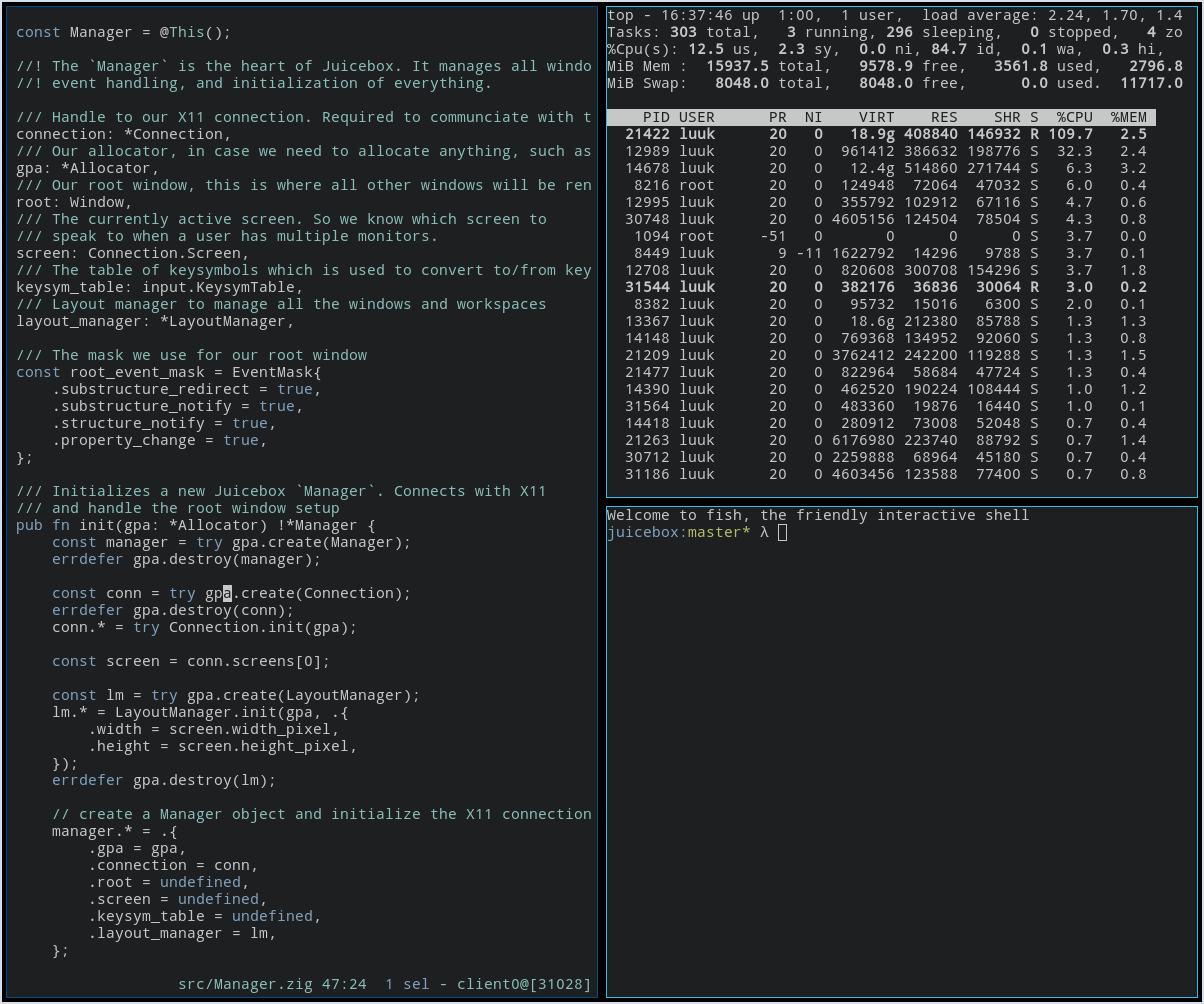 const Manager = @This();
//! The `Manager` is the heart of Juicebox. It manages all windo
//! event handling, and initialization of everything.
/// Handle to our X11 connection. Required to communciate with t
connection: *Connection,
/// Our allocator, in case we need to allocate anything, such as
gpa: *Allocator,
/// Our root window, this is where all other windows will be ren
root: Window,
/// The currently active screen. So we know which screen to
/// speak to when a user has multiple monitors.
screen: Connection.Screen,
/// The table of keysymbols which is used to convert to/from key
keysym_table: input.KeysymTable,
/// Layout manager to manage all the windows and workspaces
layout_manager: *LayoutManager,
/// The mask we use for our root window
const root_event_mask = EventMask{
    .substructure_redirect = true,
    .substructure_notify = true,
    .structure_notify = true,
    .property_change = true,
};
/// Initializes a new Juicebox `Manager`. Connects with X11
/// and handle the root window setup
pub fn init(gpa: *Allocator) !*Manager {
    const manager = try gpa.create(Manager);
    errdefer gpa.destroy(manager);
    const conn = try gpa.create(Connection);
    errdefer gpa.destroy(conn);
    conn.* = try Connection.init(gpa);
    const screen = conn.screens[0];
    const lm = try gpa.create(LayoutManager);
    lm.* = LayoutManager.init(gpa, .{
        .width = screen.width_pixel,
        .height = screen.height_pixel,
    });
    errdefer gpa.destroy(lm);
    // create a Manager object and initialize the X11 connection
    manager.* = .{
        .gpa = gpa,
        .connection = conn,
        .root = undefined,
        .screen = undefined,
        .keysym_table = undefined,
        .layout_manager = lm,
    };
src/Manager.zig 47:24  1 sel - client0@[31028]
top - 16:37:46 up  1:00,  1 user,  load average: 2.24, 1.70, 1.4
Tasks: 303 total,   3 running, 296 sleeping,   0 stopped,   4 zo
%Cpu(s): 12.5 us,  2.3 sy,  0.0 ni, 84.7 id,  0.1 wa,  0.3 hi,
MiB Mem :  15937.5 total,   9578.9 free,   3561.8 used,   2796.8
MiB Swap:   8048.0 total,   8048.0 free,      0.0 used.  11717.0
PID USER      PR  NI    VIRT    RES    SHR S  %CPU  %MEM
21422 luuk      20   0   18.9g 408840 146932 R 109.7   2.5
12989 luuk      20   0  961412 386632 198776 S  32.3   2.4
14678 luuk      20   0   12.4g 514860 271744 S   6.3   3.2
8216 root      20   0  124948  72064  47032 S   6.0   0.4
12995 luuk      20   0  355792 102912  67116 S   4.7   0.6
30748 luuk      20   0 4605156 124504  78504 S   4.3   0.8
1094 root     -51   0       0      0      0 S   3.7   0.0
8449 luuk       9 -11 1622792  14296   9788 S   3.7   0.1
12708 luuk      20   0  820608 300708 154296 S   3.7   1.8
31544 luuk      20   0  382176  36836  30064 R   3.0   0.2
8382 luuk      20   0   95732  15016   6300 S   2.0   0.1
13367 luuk      20   0   18.6g 212380  85788 S   1.3   1.3
14148 luuk      20   0  769368 134952  92060 S   1.3   0.8
21209 luuk      20   0 3762412 242200 119288 S   1.3   1.5
21477 luuk      20   0  822964  58684  47724 S   1.3   0.4
14390 luuk      20   0  462520 190224 108444 S   1.0   1.2
31564 luuk      20   0  483360  19876  16440 S   1.0   0.1
14418 luuk      20   0  280912  73008  52048 S   0.7   0.4
21263 luuk      20   0 6176980 223740  88792 S   0.7   1.4
30712 luuk      20   0 2259888  68964  45180 S   0.7   0.4
31186 luuk      20   0 4603456 123588  77400 S   0.7   0.8
Welcome to fish, the friendly interactive shell
juicebox:master* λ